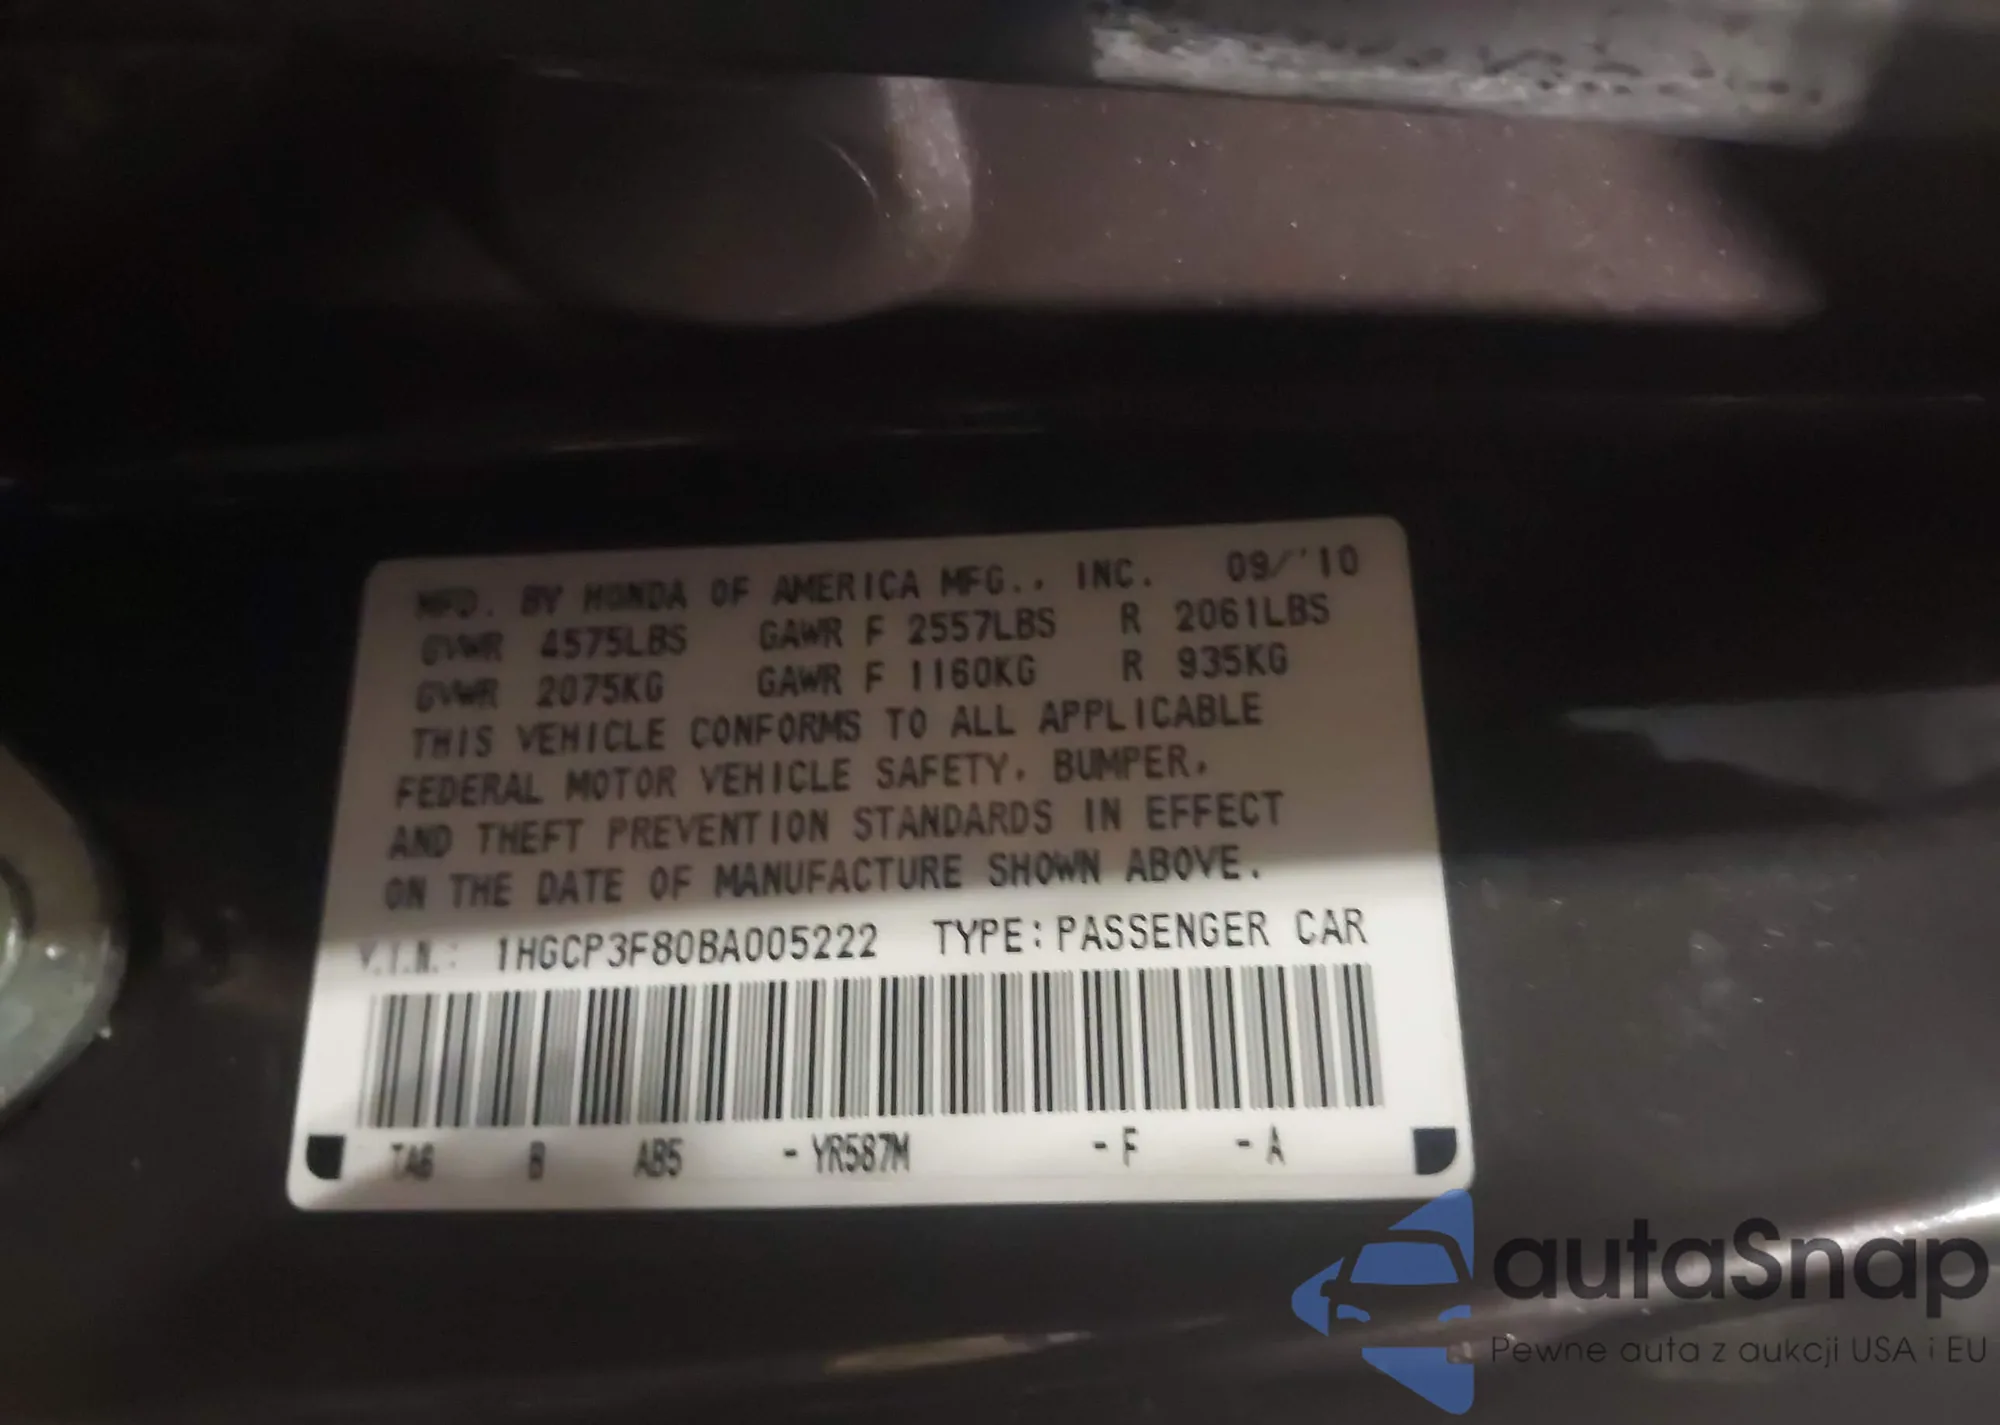 MFD. BY HONDA OF AMERICA MFG., INC. 09/'10
GVWR 4575LBS GAWR F 2557LBS R 2061LBS
GVWR 2075KG GAWR F 1160KG R 935KG
THIS VEHICLE CONFORMS TO ALL APPLICABLE
FEDERAL MOTOR VEHICLE SAFETY, BUMPER,
AND THEFT PREVENTION STANDARDS IN EFFECT
ON THE DATE OF MANUFACTURE SHOWN ABOVE.
V.I.N.: 1HGCP3F80BA005222 TYPE: PASSENGER CAR
TA6 B AB5 - YR587M - F - A
autaSnap
Pewne auta z aukcji USA i EU